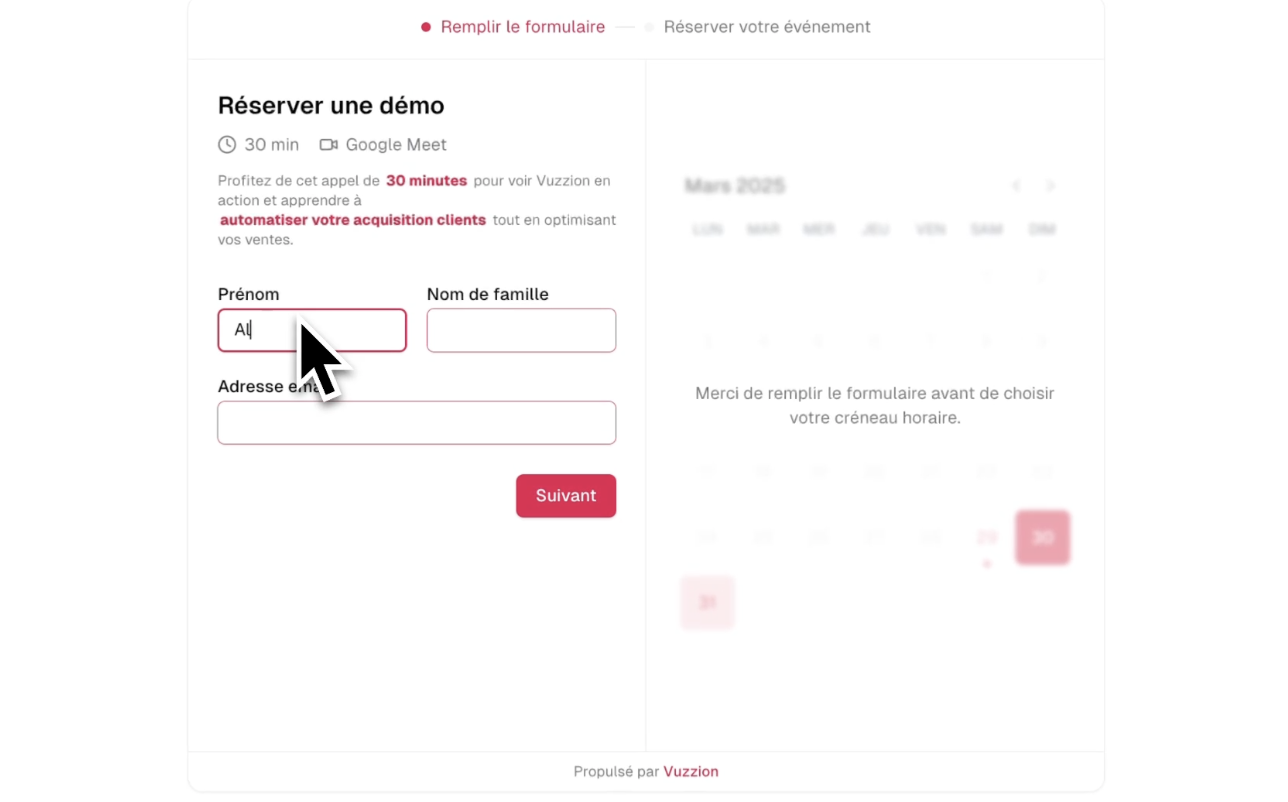 Remplir le formulaire
Réserver votre événement
Réserver une démo
30 min
Google Meet
Profitez de cet appel de 30 minutes pour voir Vuzzion en
action et apprendre à
automatiser votre acquisition clients tout en optimisant
vos ventes.
Prénom
Nom de famille
Al
Adresse
Suivant
Mars 2025
LUN MAR MER JEU VEN SAM DIM
Merci de remplir le formulaire avant de choisir
votre créneau horaire.
29 30
31
Propulsé par Vuzzion